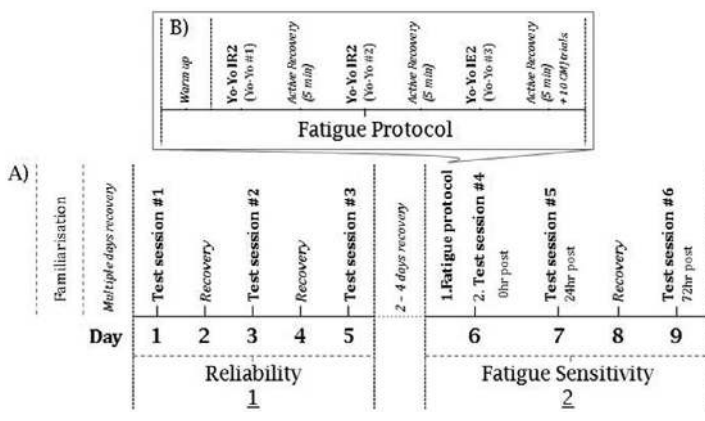 B)
Warm up
Yo-Yo IR2
(Yo-Yo #1)
Active Recovery
(5 min)
Yo-Yo IR2
(Yo-Yo #2)
Active Recovery
(5 min)
Yo-Yo IE2
(Yo-Yo #3)
Active Recovery
(5 min)
+10 CMJ trials
Fatigue Protocol
A)
Familiarisation
Multiple days recovery
Test session #1
Recovery
Test session #2
Recovery
Test session #3
2 – 4 days recovery
1.Fatigue protocol
2. Test session #4
0hr post
Test session #5
24hr post
Recovery
Test session #6
72hr post
Day 1 2 3 4 5 6 7 8 9
Reliability
1
Fatigue Sensitivity
2